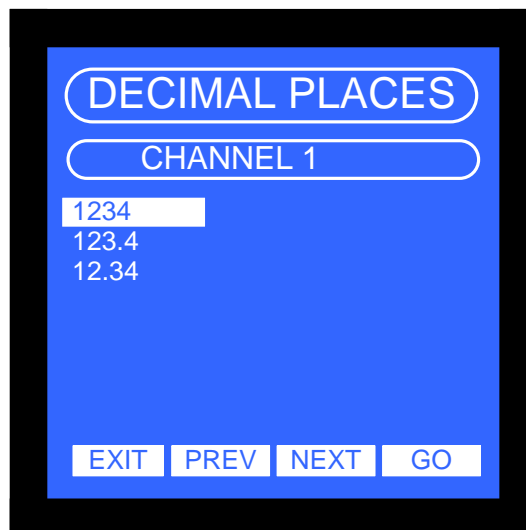 DECIMAL PLACES
CHANNEL 1
1234
123.4
12.34
EXIT PREV NEXT GO